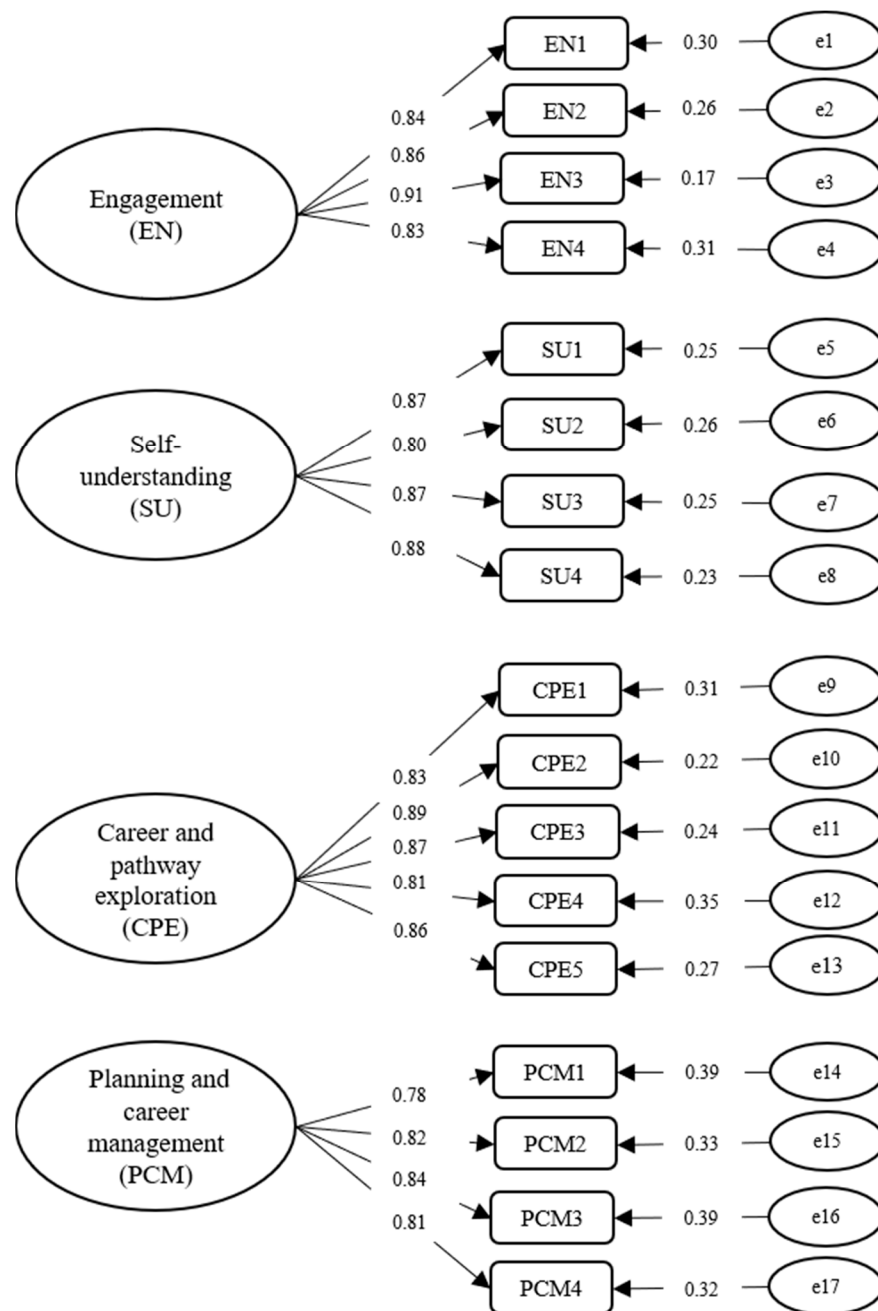 EN1
0.30
e1
0.84
EN2
0.26
e2
0.86
Engagement
(EN)
0.91
EN3
0.17
e3
0.83
EN4
0.31
e4
SU1
0.25
e5
0.87
Self-
understanding
(SU)
0.80
SU2
0.26
e6
0.87
SU3
0.25
e7
0.88
SU4
0.23
e8
CPE1
0.31
e9
0.83
CPE2
0.22
e10
0.89
Career and
pathway
exploration
(CPE)
0.87
CPE3
0.24
e11
0.81
CPE4
0.35
e12
0.86
CPE5
0.27
e13
Planning and
career
management
(PCM)
0.78
PCM1
0.39
e14
0.82
PCM2
0.33
e15
0.84
PCM3
0.39
e16
0.81
PCM4
0.32
e17